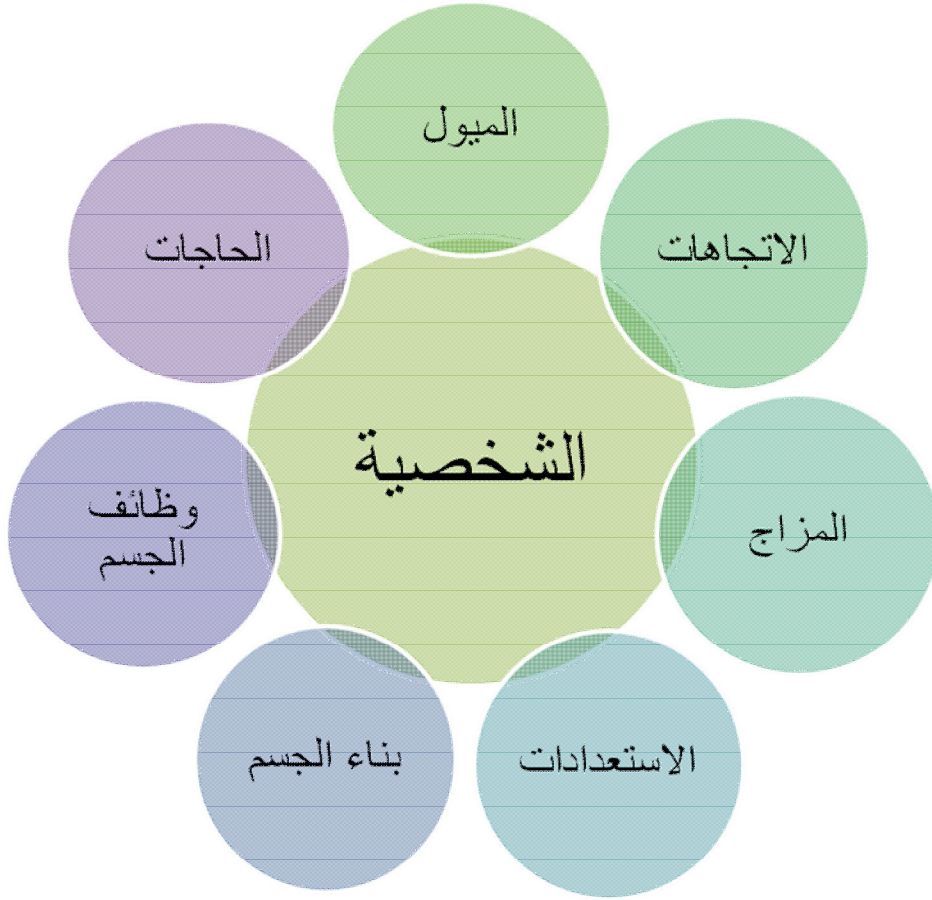 الميول
الاتجاهات
الحاجات
الشخصية
المزاج
وظائف
الجسم
الاستعدادات
بناء الجسم